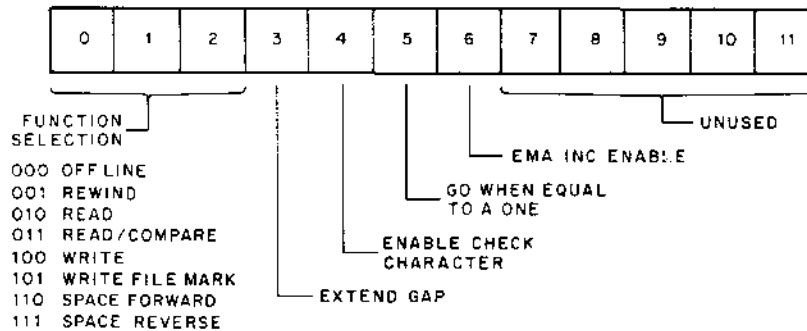 0 1 2 3 4 5 6 7 8 9 10 11
FUNCTION
SELECTION
UNUSED
EMA INC ENABLE
GO WHEN EQUAL
TO A ONE
ENABLE CHECK
CHARACTER
EXTEND GAP
000 OFF LINE
001 REWIND
010 READ
011 READ/COMPARE
100 WRITE
101 WRITE FILE MARK
110 SPACE FORWARD
111 SPACE REVERSE